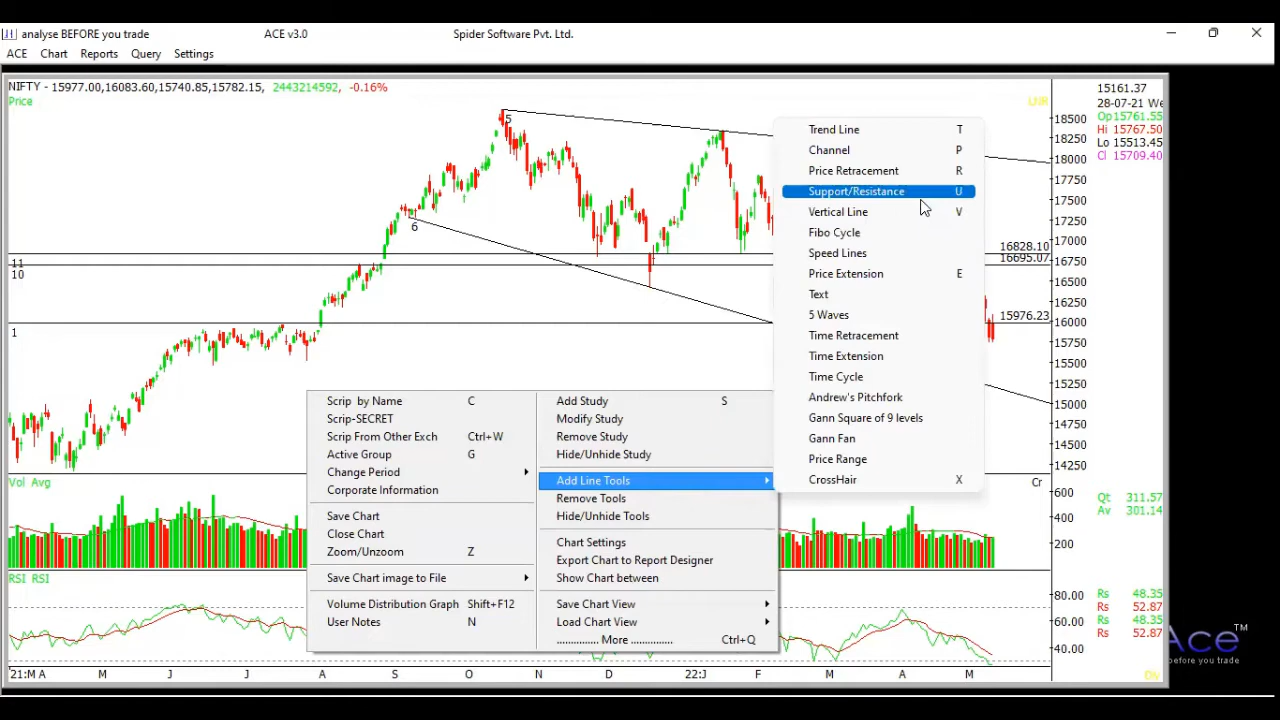 analyse BEFORE you trade ACE v3.0 Spider Software Pvt. Ltd.
ACE Chart Reports Query Settings
NIFTY - 15977.00,16083.60,15740.85,15782.15, 2443214592, -0.16%
Price
LUR
15161.37
28-07-21 We
Op 15761.55
Hi 15767.50
Lo 15513.45
Cl 15709.40
5
6
11
10
1
16828.10
16695.07
15976.23
18500
18250
18000
17750
17500
17250
17000
16750
16500
16250
16000
15750
15500
15250
15000
14750
14500
14250
Trend Line T
Channel P
Price Retracement R
Support/Resistance U
Vertical Line V
Fibo Cycle
Speed Lines
Price Extension E
Text
5 Waves
Time Retracement
Time Extension
Time Cycle
Andrew's Pitchfork
Gann Square of 9 levels
Gann Fan
Price Range
CrossHair X
Scrip by Name C
Scrip-SECRET
Scrip From Other Exch Ctrl+W
Active Group G
Change Period
Corporate Information
Save Chart
Close Chart
Zoom/Unzoom Z
Save Chart image to File
Volume Distribution Graph Shift+F12
User Notes N
Add Study S
Modify Study
Remove Study
Hide/Unhide Study
Add Line Tools
Remove Tools
Hide/Unhide Tools
Chart Settings
Export Chart to Report Designer
Show Chart between
Save Chart View
Load Chart View
.............. More .............. Ctrl+Q
Vol Avg
Cr
600
400
200
Qt 311.57
Av 301.14
RSI RSI
80.00
60.00
40.00
Rs 48.35
Rs 52.87
Rs 48.35
Rs 52.87
21:M A M J J A S O N D 22:J F M A M
Div
Ace TM
before you trade